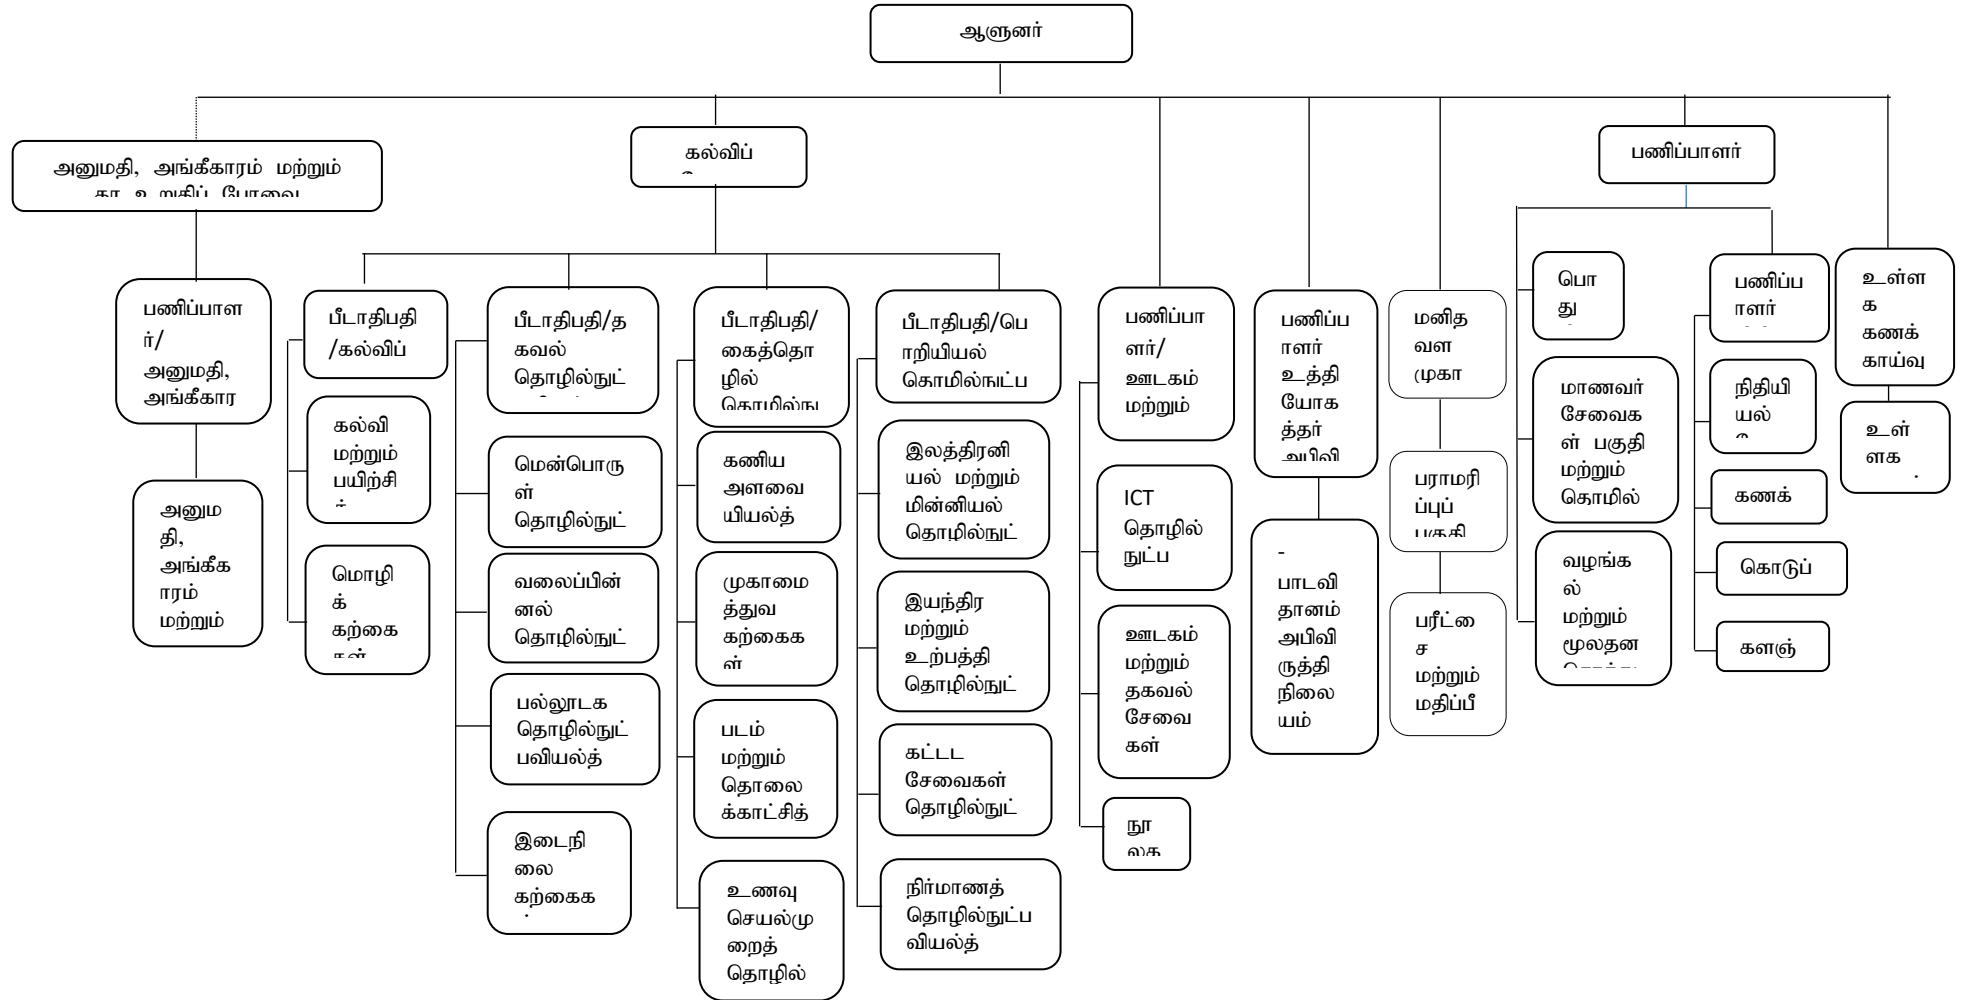 ஆளுனர்
அனுமதி, அங்கீகாரம் மற்றும்
கல்விப்
பணிப்பாளர்
பணிப்பாள
ர்/
அனுமதி,
அங்கீகார
அனும
தி,
அங்கீக
ாரம்
மற்றும்
பீடாதிபதி
/கல்விப்
கல்வி
மற்றும்
பயிற்சி
மொழி
க்
கற்கை
பீடாதிபதி/த
கவல்
தொழில்நுட்
மென்பொரு
ள்
தொழில்நுட்
வலைப்பின்
னல்
தொழில்நுட்
பல்லூடக
தொழில்நுட்
பவியல்த்
இடைநி
லை
கற்கைக
பீடாதிபதி/
கைத்தொ
ழில்
கணிய
அளவை
யியல்த்
முகாமை
த்துவ
கற்கைக
ள்
படம்
மற்றும்
தொலை
க்காட்சித்
உணவு
செயல்மு
றைத்
தொழில்
பீடாதிபதி/பெ
ாறியியல்
தொழில்நுட்ப
இலத்திரனி
யல் மற்றும்
மின்னியல்
தொழில்நுட்
இயந்திர
மற்றும்
உற்பத்தி
தொழில்நுட்
கட்டட
சேவைகள்
தொழில்நுட்
நிர்மாணத்
தொழில்நுட்ப
வியல்த்
பணிப்பா
ளர்/
ஊடகம்
மற்றும்
ICT
தொழில்
நுட்ப
ஊடகம்
மற்றும்
தகவல்
சேவை
கள்
நூ
லக
பணிப்ப
ாளர்
உத்தி
யோக
த்தர்
அபிவி
-
பாடவி
தானம்
அபிவி
ருத்தி
நிலை
யம்
மனித
வள
முகா
பராமரி
ப்புப்
பகுதி
பரீட்சை
ச
மற்றும்
மதிப்பீ
பொ
து
மாணவர்
சேவைக
ள் பகுதி
மற்றும்
தொழில்
வழங்க
ல்
மற்றும்
மூலதன
பணிப்ப
ாளர்
நிதியி
யல்
கணக்
கொடுப்
களஞ்
உள்ள
க
கணக்
காய்வு
உள்
ளக